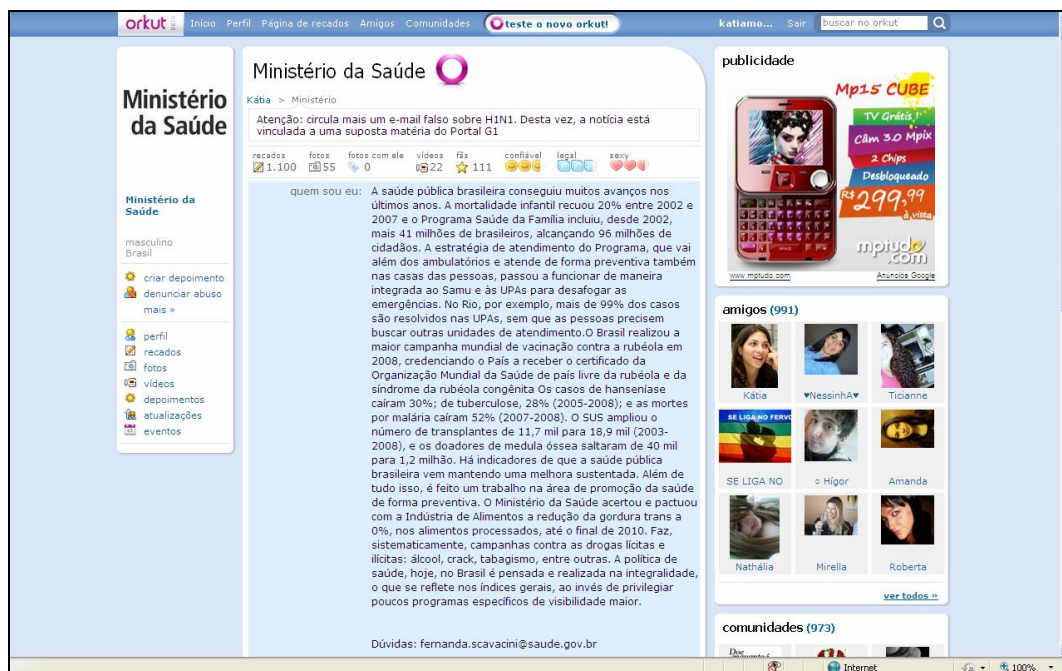 orkut BETA Início Perfil Página de recados Amigos Comunidades teste o novo orkut! katiamo... Sair buscar no orkut
Ministério
da Saúde
Ministério da
Saúde
masculino
Brasil
criar depoimento
denunciar abuso
mais »
perfil
recados
fotos
vídeos
depoimentos
atualizações
eventos
Ministério da Saúde
Kátia > Ministério
Atenção: circula mais um e-mail falso sobre H1N1. Desta vez, a notícia está
vinculada a uma suposta matéria do Portal G1
recados fotos fotos com ele vídeos fãs confiável legal sexy
1.100 55 0 22 111
quem sou eu: A saúde pública brasileira conseguiu muitos avanços nos
últimos anos. A mortalidade infantil recuou 20% entre 2002 e
2007 e o Programa Saúde da Família incluiu, desde 2002,
mais 41 milhões de brasileiros, alcançando 96 milhões de
cidadãos. A estratégia de atendimento do Programa, que vai
além dos ambulatórios e atende de forma preventiva também
nas casas das pessoas, passou a funcionar de maneira
integrada ao Samu e às UPAs para desafogar as
emergências. No Rio, por exemplo, mais de 99% dos casos
são resolvidos nas UPAs, sem que as pessoas precisem
buscar outras unidades de atendimento.O Brasil realizou a
maior campanha mundial de vacinação contra a rubéola em
2008, credenciando o País a receber o certificado da
Organização Mundial da Saúde de país livre da rubéola e da
síndrome da rubéola congênita Os casos de hanseníase
caíram 30%; de tuberculose, 28% (2005-2008); e as mortes
por malária caíram 52% (2007-2008). O SUS ampliou o
número de transplantes de 11,7 mil para 18,9 mil (2003-
2008), e os doadores de medula óssea saltaram de 40 mil
para 1,2 milhão. Há indicadores de que a saúde pública
brasileira vem mantendo uma melhora sustentada. Além de
tudo isso, é feito um trabalho na área de promoção da saúde
de forma preventiva. O Ministério da Saúde acertou e pactuou
com a Indústria de Alimentos a redução da gordura trans a
0%, nos alimentos processados, até o final de 2010. Faz,
sistematicamente, campanhas contra as drogas lícitas e
ilícitas: álcool, crack, tabagismo, entre outras. A política de
saúde, hoje, no Brasil é pensada e realizada na integralidade,
o que se reflete nos índices gerais, ao invés de privilegiar
poucos programas específicos de visibilidade maior.
Dúvidas: fernanda.scavacini@saude.gov.br
publicidade
Mp15 CUBE
TV Grátis!
Câm 3.0 Mpix
2 Chips
Desbloqueado
R$ 299,99
à vista
mptudo
.com
www.mptudo.com Anúncios Google
amigos (991)
Kátia ♥NessinhA♥ Ticianne
SE LIGA NO FERVO
SE LIGA NO ○ Hígor Amanda
Nathália Mirella Roberta
ver todos »
comunidades (973)
Internet 100%